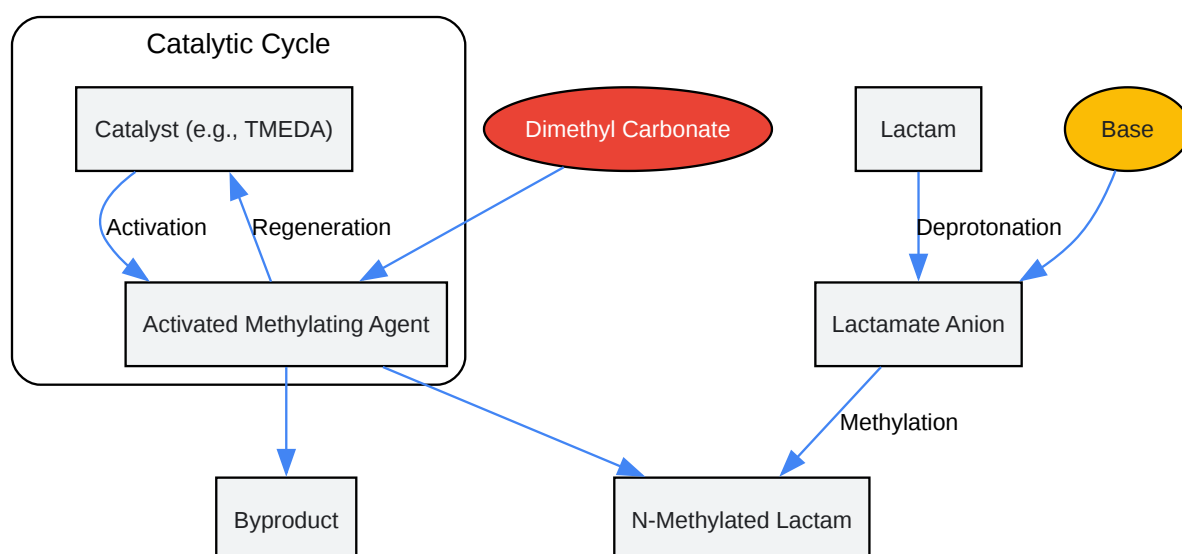 Catalytic Cycle
Catalyst (e.g., TMEDA)
Dimethyl Carbonate
Lactam
Base
Activation
Regeneration
Deprotonation
Activated Methylating Agent
Lactamate Anion
Methylation
Byproduct
N-Methylated Lactam